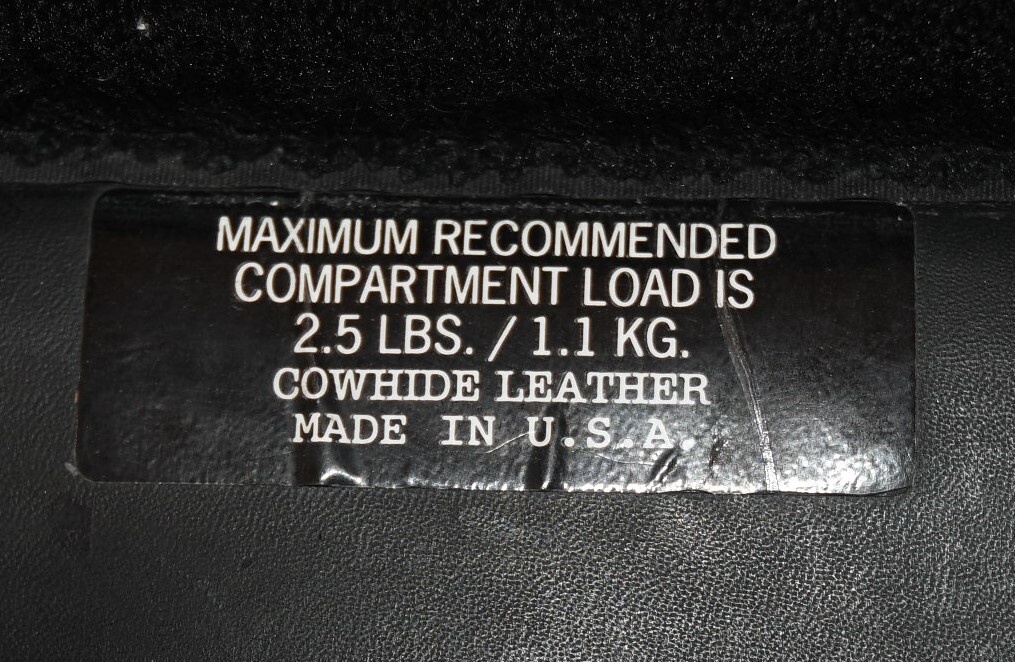 MAXIMUM RECOMMENDED
COMPARTMENT LOAD IS
2.5 LBS. / 1.1 KG.
COWHIDE LEATHER
MADE IN U.S.A.